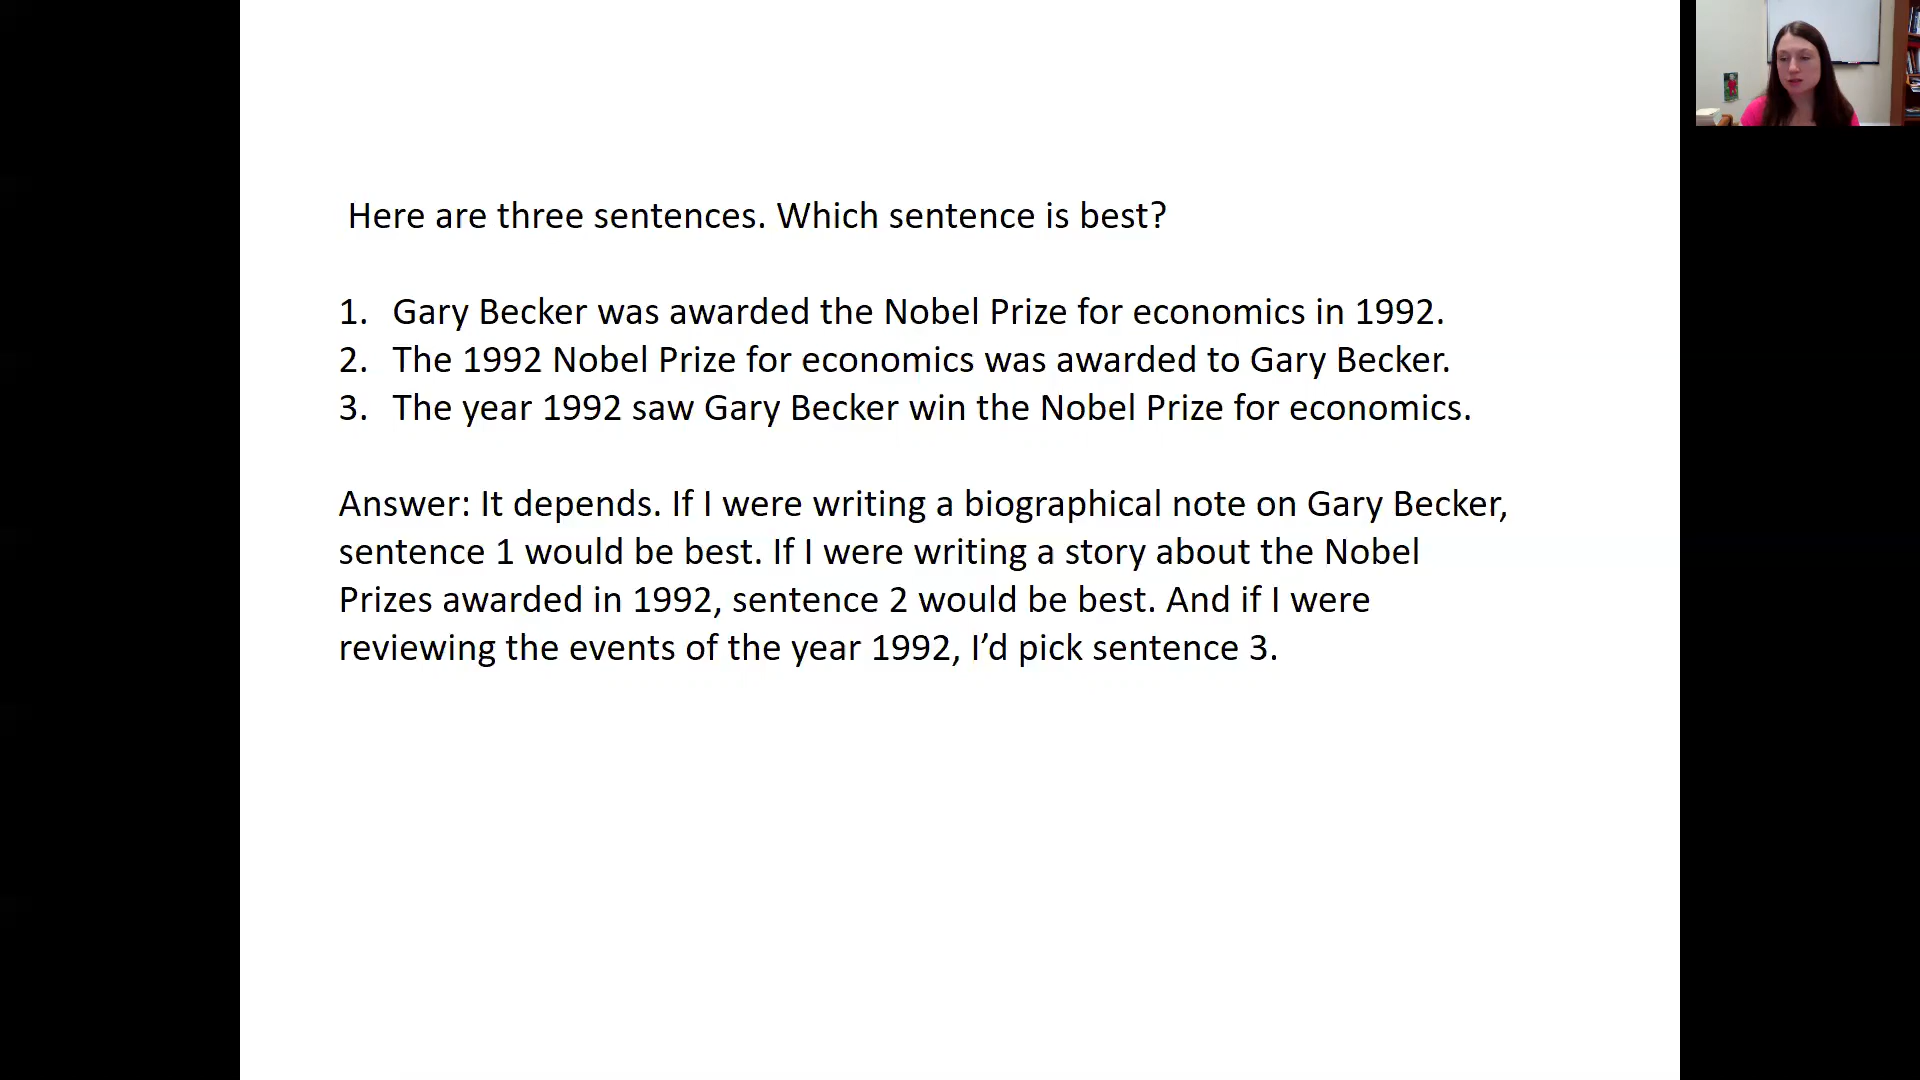 Here are three sentences. Which sentence is best?
1. Gary Becker was awarded the Nobel Prize for economics in 1992.
2. The 1992 Nobel Prize for economics was awarded to Gary Becker.
3. The year 1992 saw Gary Becker win the Nobel Prize for economics.
Answer: It depends. If I were writing a biographical note on Gary Becker,
sentence 1 would be best. If I were writing a story about the Nobel
Prizes awarded in 1992, sentence 2 would be best. And if I were
reviewing the events of the year 1992, I’d pick sentence 3.